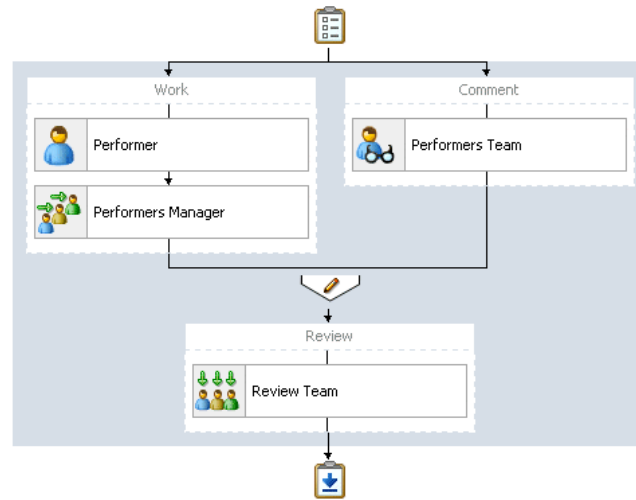 Work
Comment
Performer
Performers Team
Performers Manager
Review
Review Team